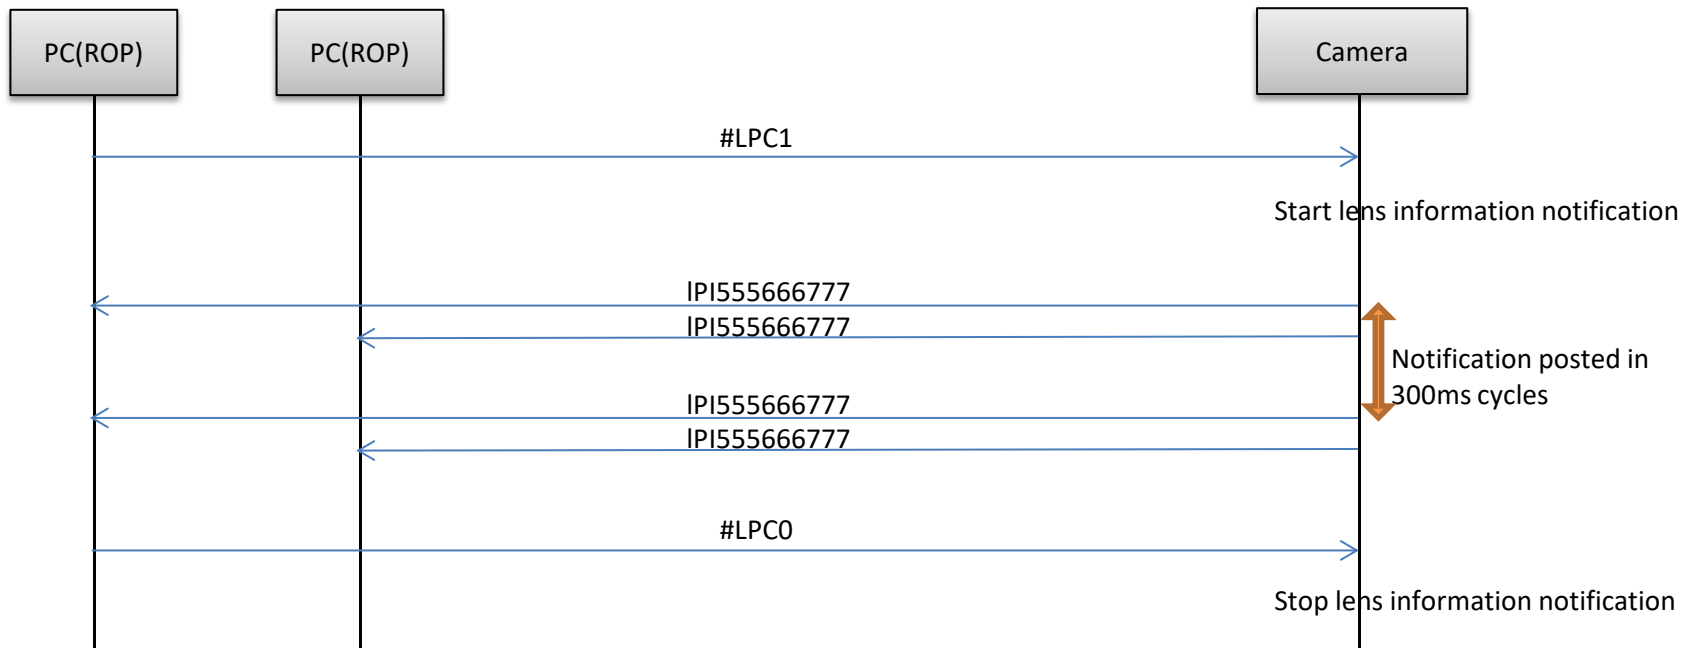 PC(ROP)
PC(ROP)
Camera
#LPC1
Start lens information notification
lPI555666777
lPI555666777
Notification posted in
300ms cycles
lPI555666777
lPI555666777
#LPC0
Stop lens information notification